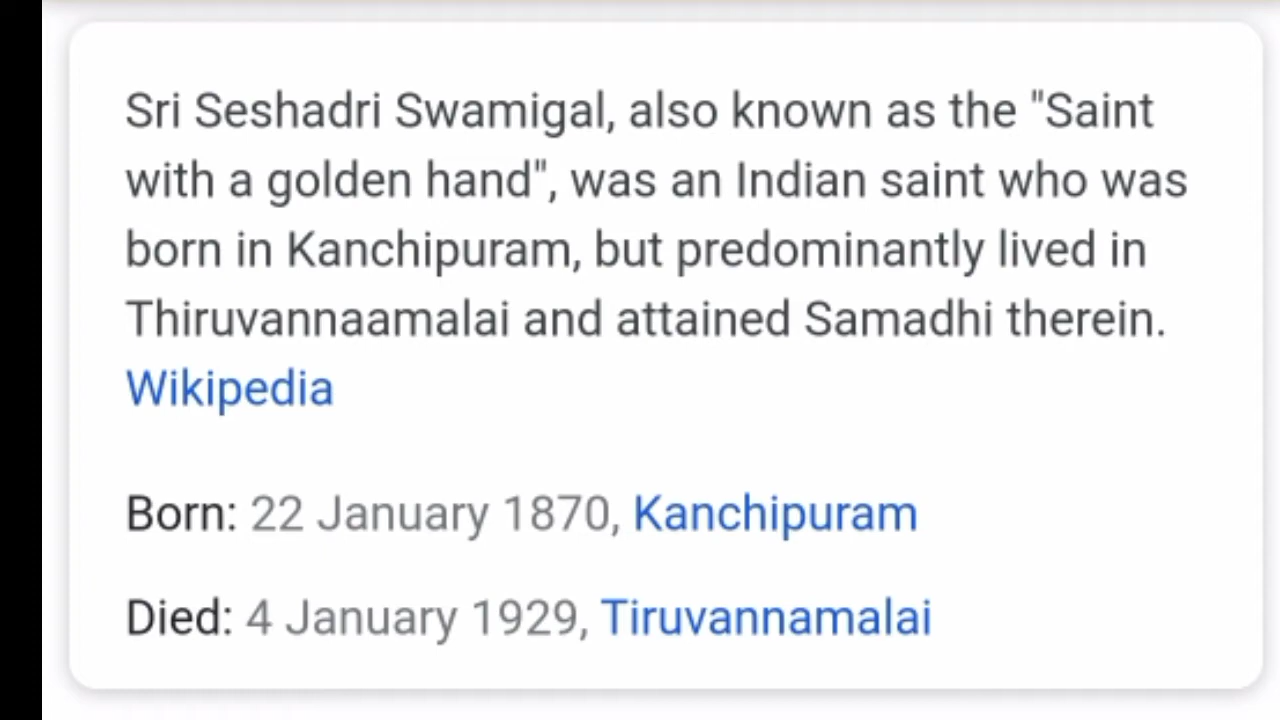 Sri Seshadri Swamigal, also known as the "Saint
with a golden hand", was an Indian saint who was
born in Kanchipuram, but predominantly lived in
Thiruvannaamalai and attained Samadhi therein.
Wikipedia
Born: 22 January 1870, Kanchipuram
Died: 4 January 1929, Tiruvannamalai